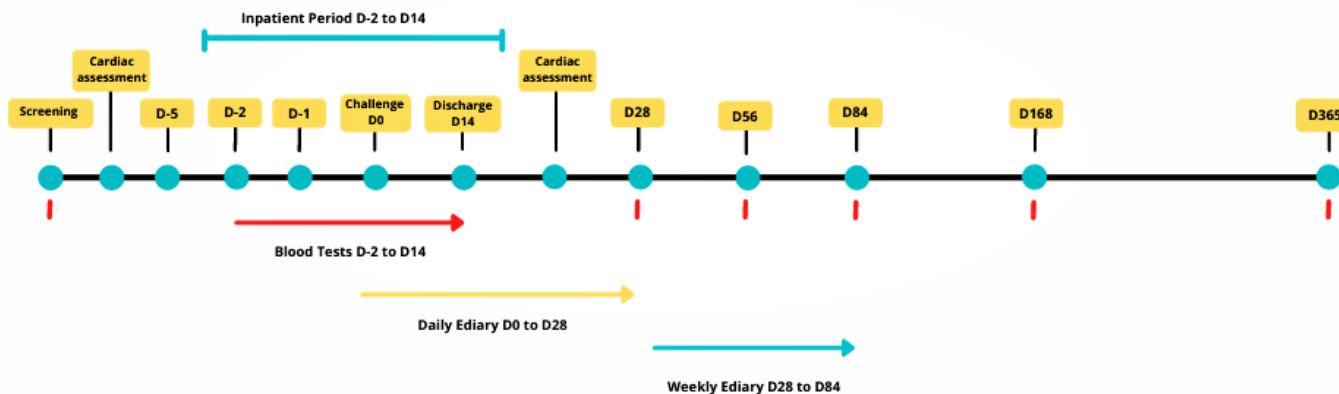 Inpatient Period D-2 to D14
Cardiac
assessment
Cardiac
assessment
Screening
D-5
D-2
D-1
Challenge
D0
Discharge
D14
D28
D56
D84
D168
D365
Blood Tests D-2 to D14
Daily Ediary D0 to D28
Weekly Ediary D28 to D84